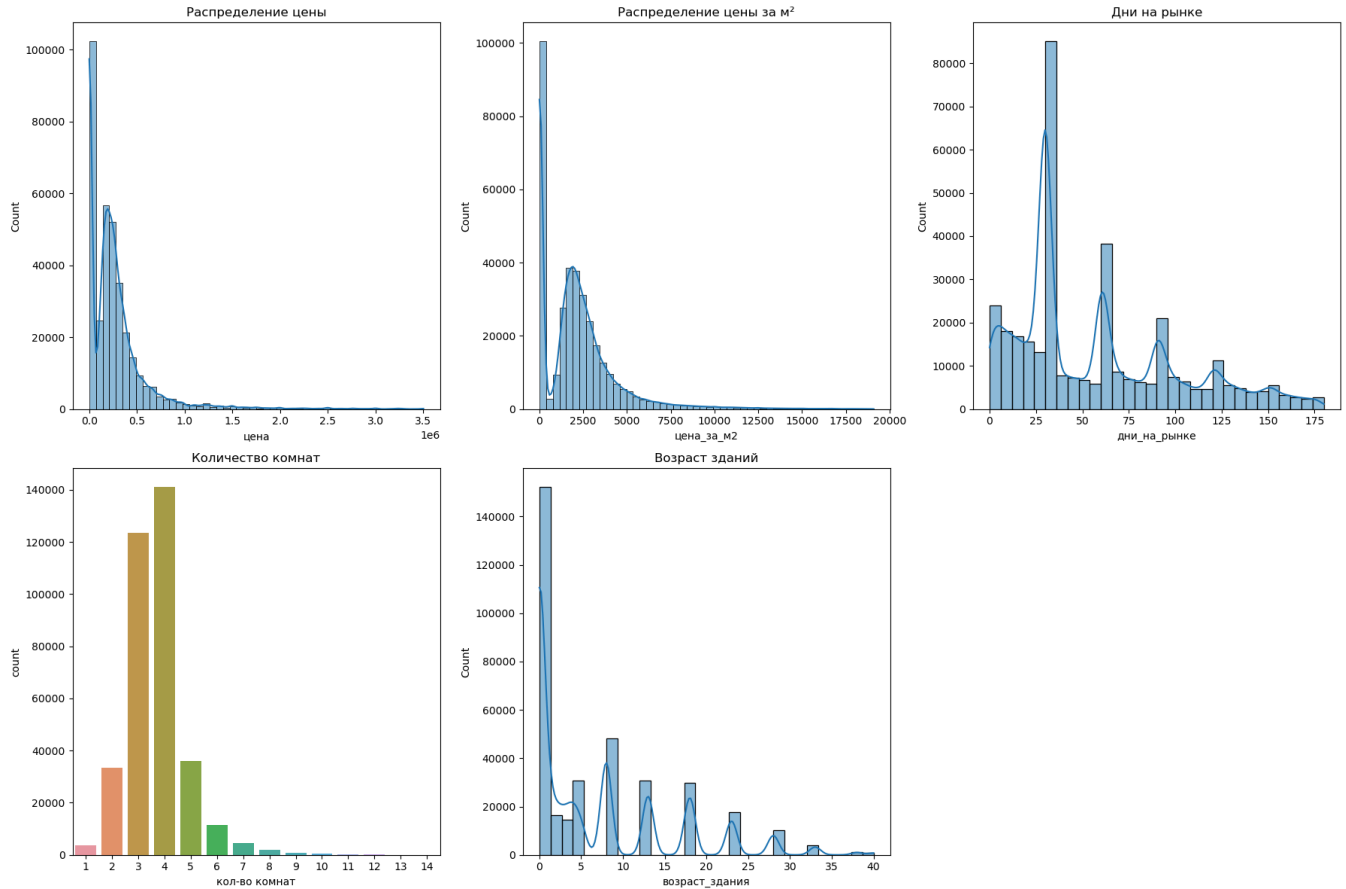 Распределение цены
100000
80000
60000
40000
20000
0
Count
0.0 0.5 1.0 1.5 2.0 2.5 3.0 3.5
1e6
цена
Распределение цены за м²
100000
80000
60000
40000
20000
0
Count
0 2500 5000 7500 10000 12500 15000 17500 20000
цена_за_м2
Дни на рынке
80000
70000
60000
50000
40000
30000
20000
10000
0
Count
0 25 50 75 100 125 150 175
дни_на_рынке
Количество комнат
140000
120000
100000
80000
60000
40000
20000
0
count
1 2 3 4 5 6 7 8 9 10 11 12 13 14
кол-во комнат
Возраст зданий
140000
120000
100000
80000
60000
40000
20000
0
Count
0 5 10 15 20 25 30 35 40
возраст_здания